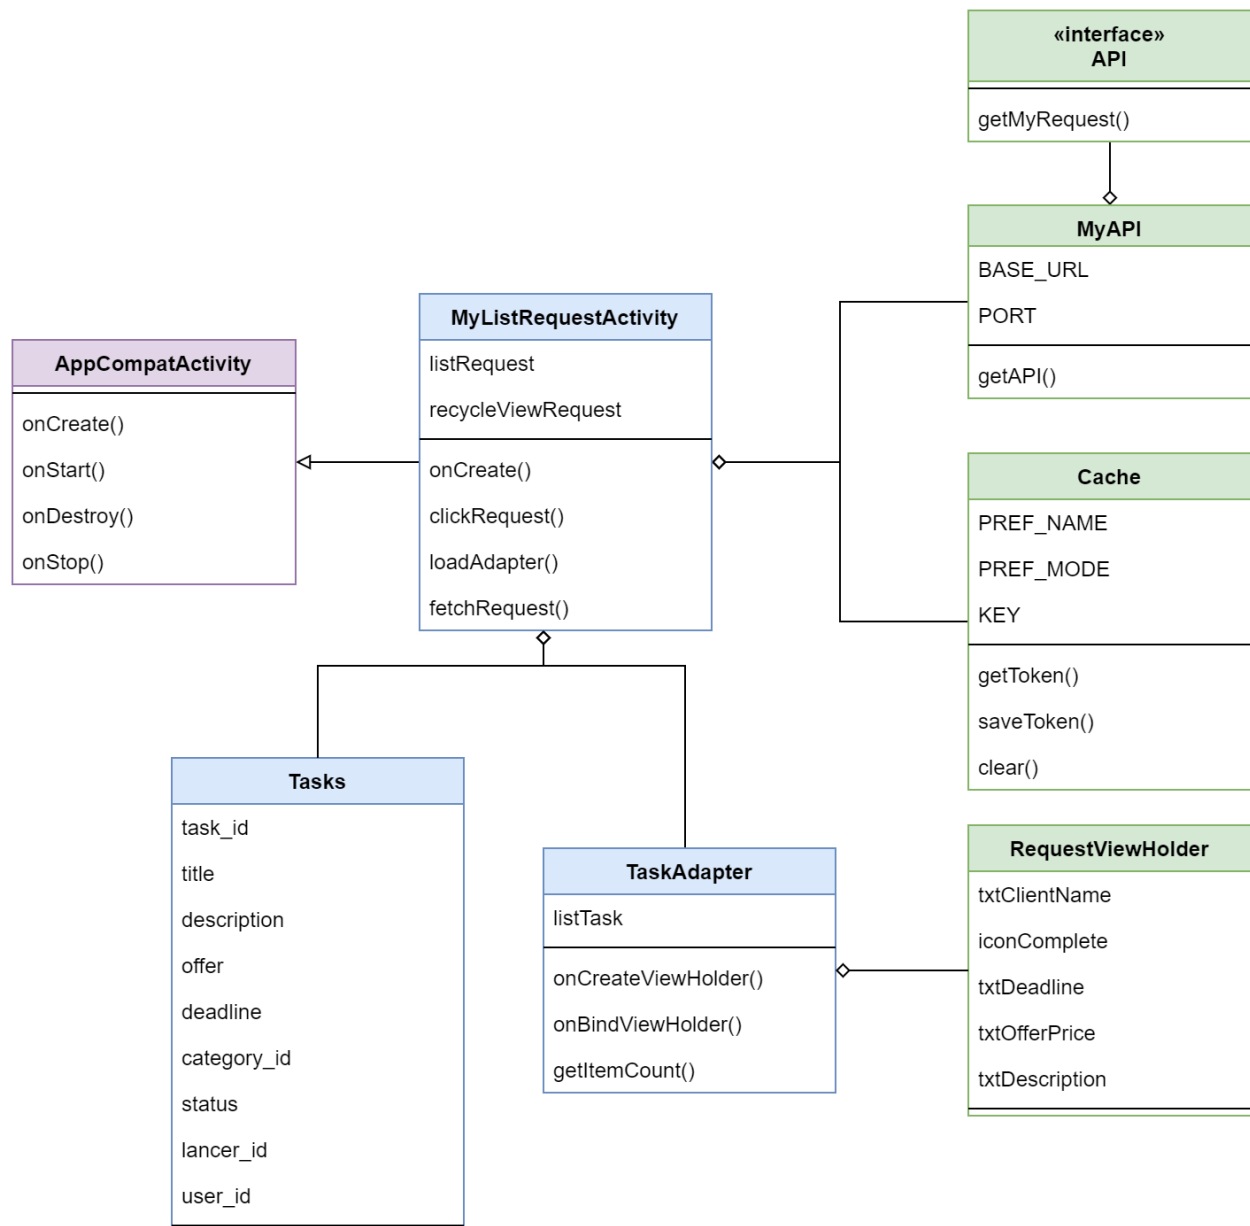 «interface»
API
getMyRequest()
MyAPI
BASE_URL
PORT
getAPI()
MyListRequestActivity
listRequest
recycleViewRequest
onCreate()
clickRequest()
loadAdapter()
fetchRequest()
AppCompatActivity
onCreate()
onStart()
onDestroy()
onStop()
Cache
PREF_NAME
PREF_MODE
KEY
getToken()
saveToken()
clear()
Tasks
task_id
title
description
offer
deadline
category_id
status
lancer_id
user_id
TaskAdapter
listTask
onCreateViewHolder()
onBindViewHolder()
getItemCount()
RequestViewHolder
txtClientName
iconComplete
txtDeadline
txtOfferPrice
txtDescription